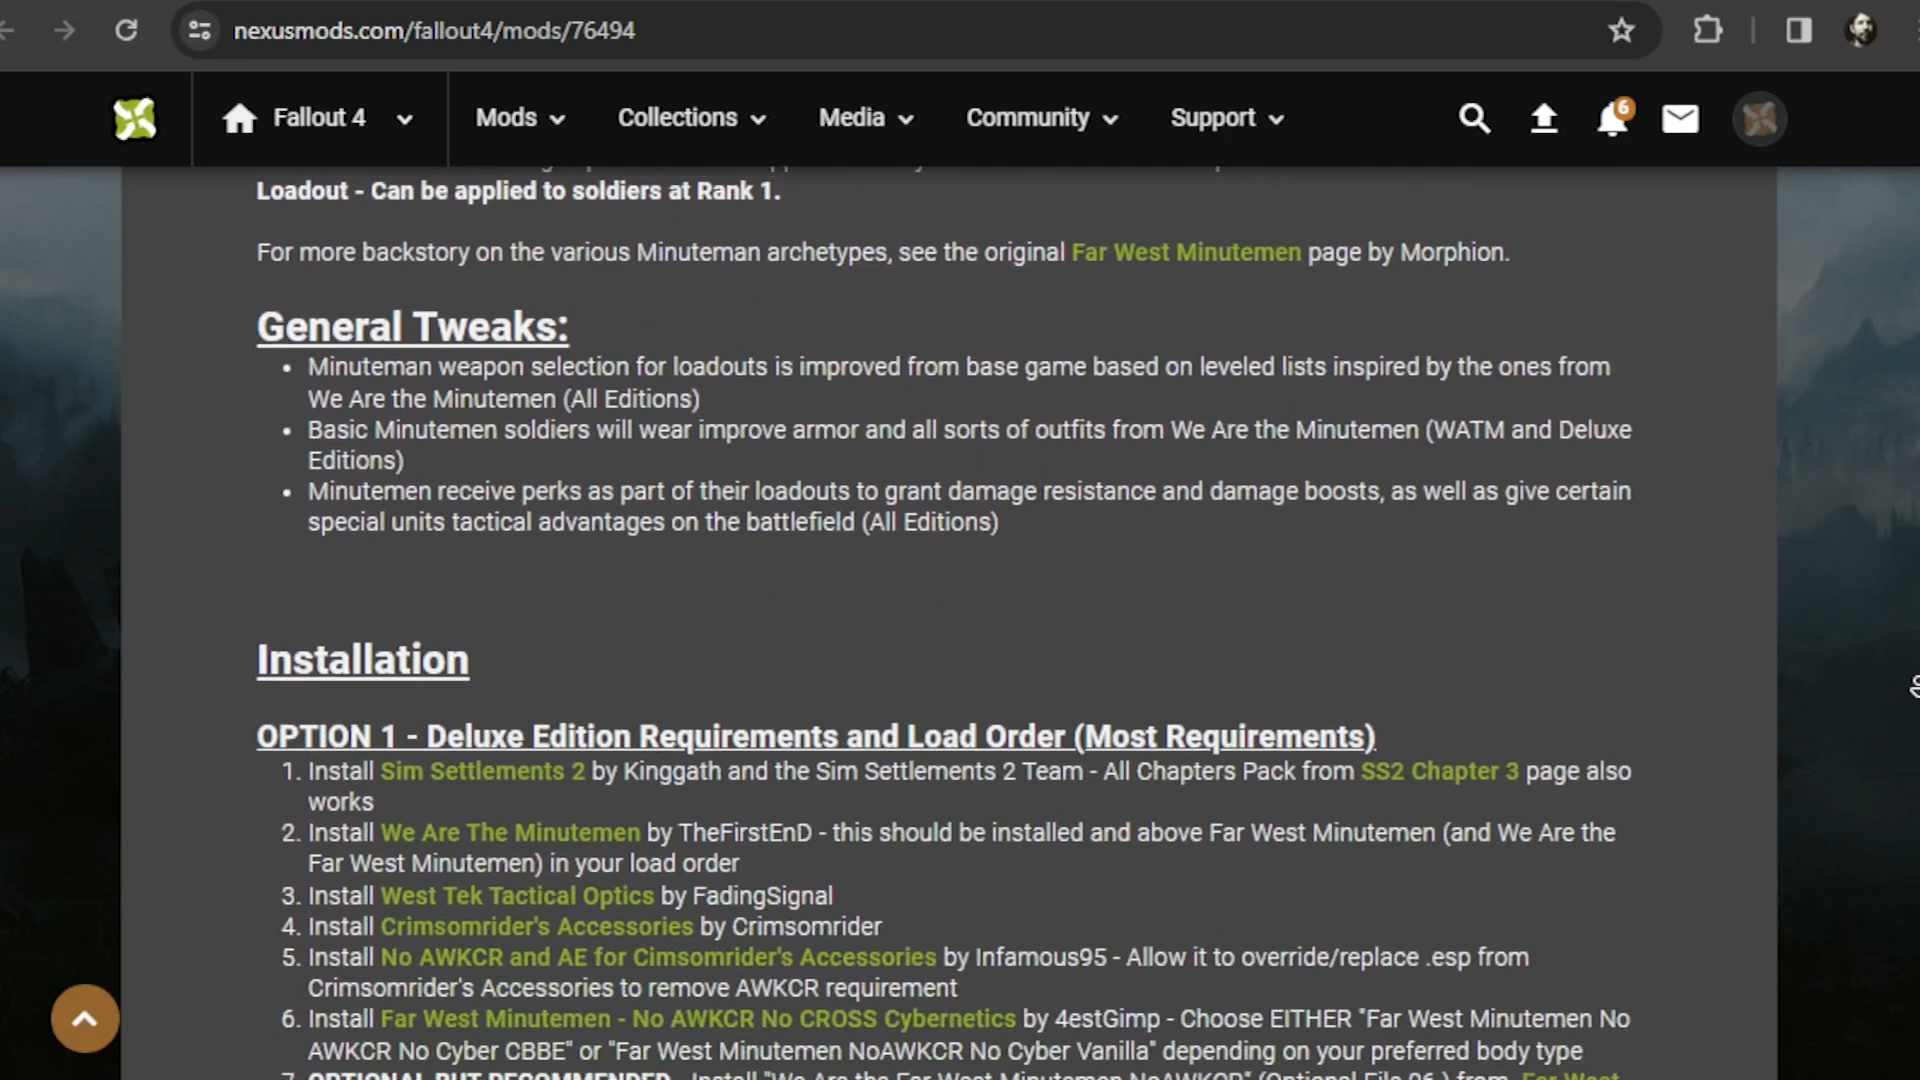 nexusmods.com/fallout4/mods/76494
Fallout 4 Mods Collections Media Community Support 6
Loadout - Can be applied to soldiers at Rank 1.
For more backstory on the various Minuteman archetypes, see the original Far West Minutemen page by Morphion.
General Tweaks:
• Minuteman weapon selection for loadouts is improved from base game based on leveled lists inspired by the ones from
We Are the Minutemen (All Editions)
• Basic Minutemen soldiers will wear improve armor and all sorts of outfits from We Are the Minutemen (WATM and Deluxe
Editions)
• Minutemen receive perks as part of their loadouts to grant damage resistance and damage boosts, as well as give certain
special units tactical advantages on the battlefield (All Editions)
Installation
OPTION 1 - Deluxe Edition Requirements and Load Order (Most Requirements)
1. Install Sim Settlements 2 by Kinggath and the Sim Settlements 2 Team - All Chapters Pack from SS2 Chapter 3 page also
works
2. Install We Are The Minutemen by TheFirstEnD - this should be installed and above Far West Minutemen (and We Are the
Far West Minutemen) in your load order
3. Install West Tek Tactical Optics by FadingSignal
4. Install Crimsomrider's Accessories by Crimsomrider
5. Install No AWKCR and AE for Cimsomrider's Accessories by Infamous95 - Allow it to override/replace .esp from
Crimsomrider's Accessories to remove AWKCR requirement
6. Install Far West Minutemen - No AWKCR No CROSS Cybernetics by 4estGimp - Choose EITHER "Far West Minutemen No
AWKCR No Cyber CBBE" or "Far West Minutemen NoAWKCR No Cyber Vanilla" depending on your preferred body type
7. OPTIONAL BUT RECOMMENDED - Install "We Are the Far West Minutemen NoAWKCR" (Optional File 06.) from Far West